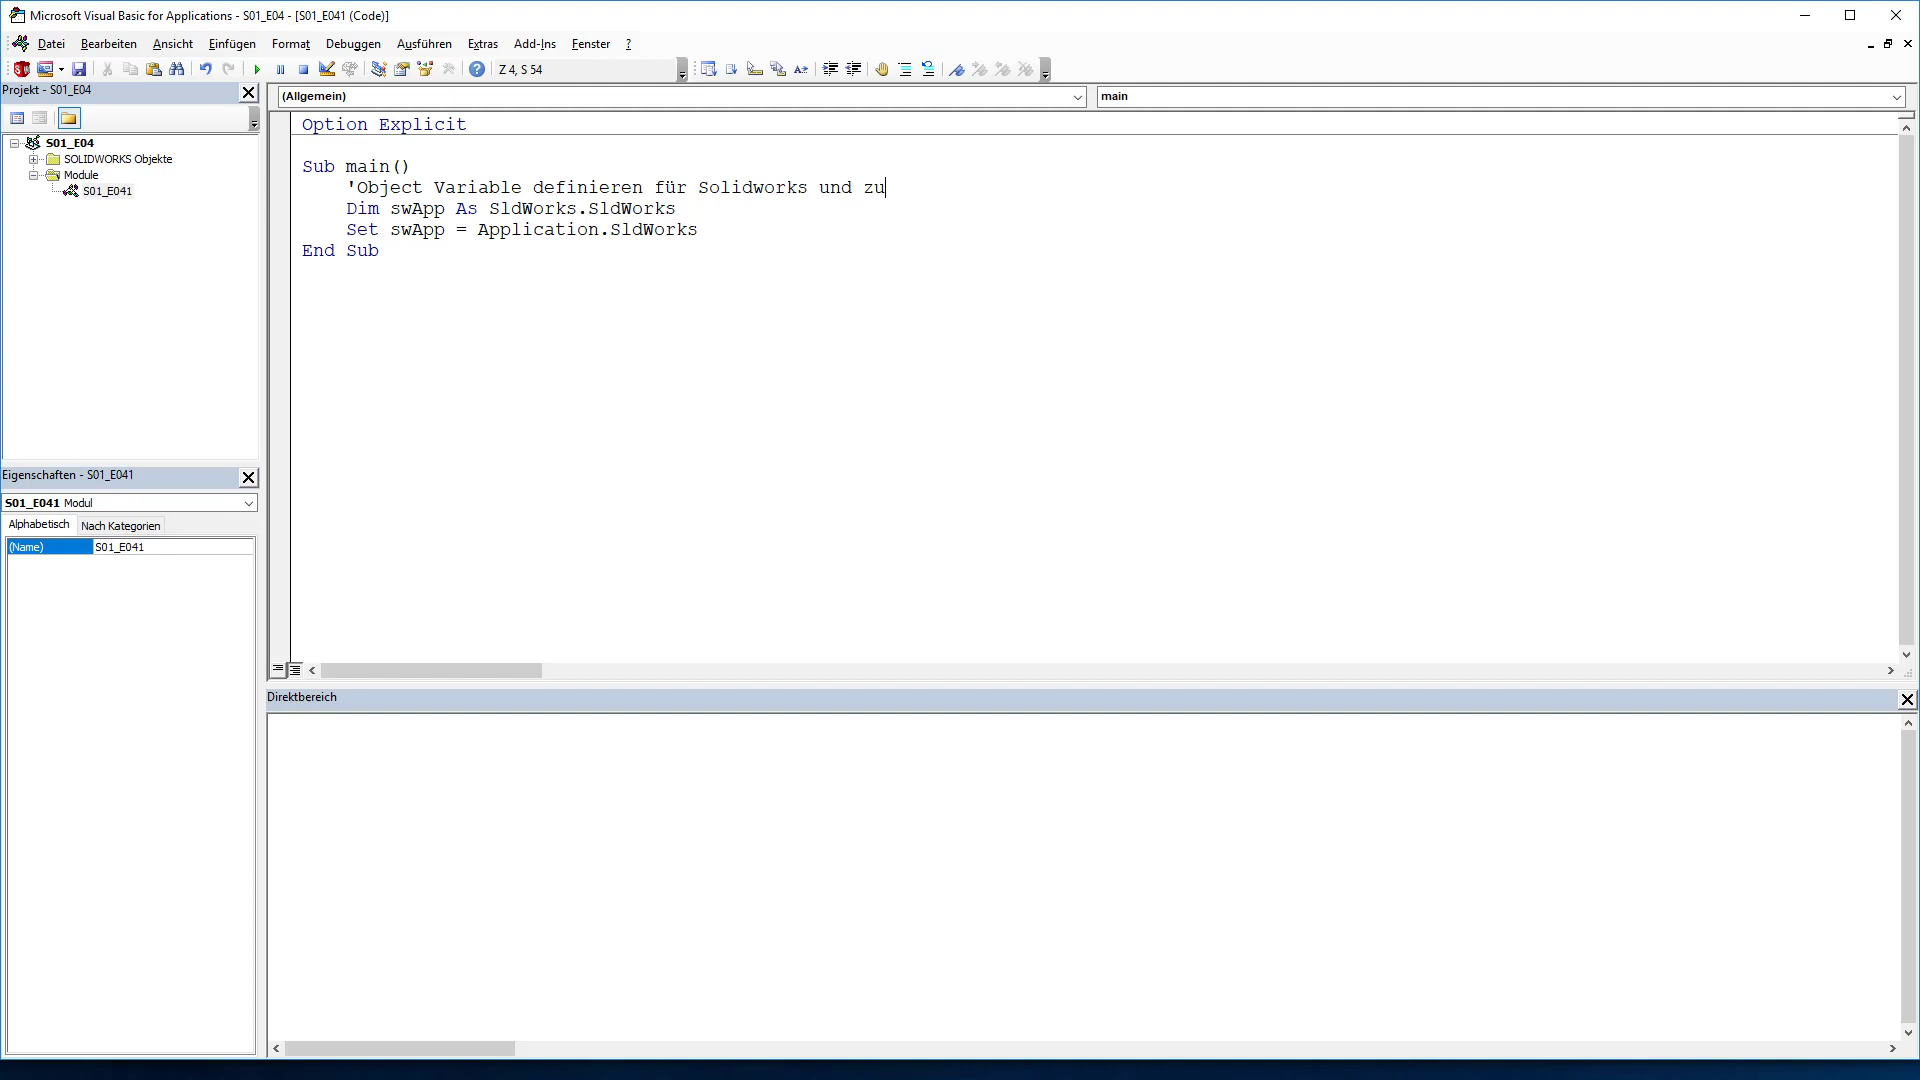 Microsoft Visual Basic for Applications - S01_E04 - [S01_E041 (Code)]
Datei Bearbeiten Ansicht Einfügen Format Debuggen Ausführen Extras Add-Ins Fenster ?
Z 4, S 54
Projekt - S01_E04
S01_E04
SOLIDWORKS Objekte
Module
S01_E041
(Allgemein)
main
Option Explicit
Sub main()
'Object Variable definieren für Solidworks und zu
Dim swApp As SldWorks.SldWorks
Set swApp = Application.SldWorks
End Sub
Eigenschaften - S01_E041
S01_E041 Modul
Alphabetisch Nach Kategorien
(Name) S01_E041
Direktbereich